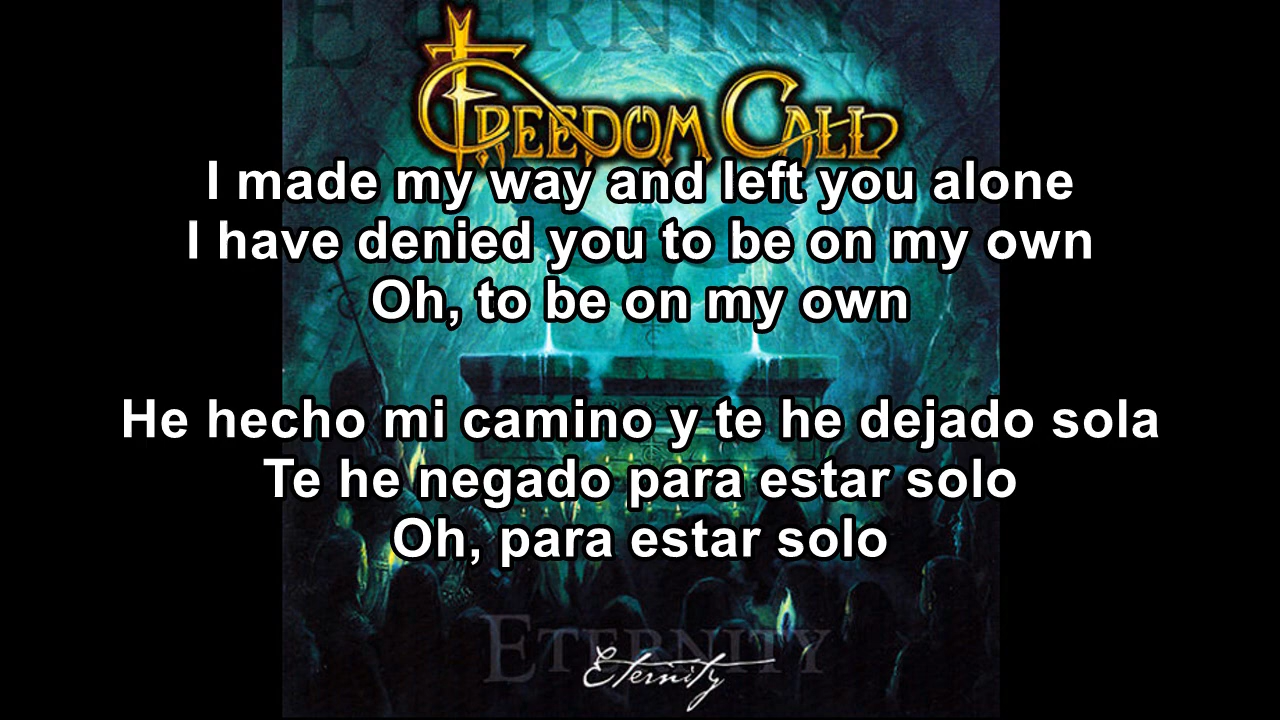 ETERNITY
FREEDOM CALL
I made my way and left you alone
I have denied you to be on my own
Oh, to be on my own
He hecho mi camino y te he dejado sola
Te he negado para estar solo
Oh, para estar solo
ETERNITY
Eternity